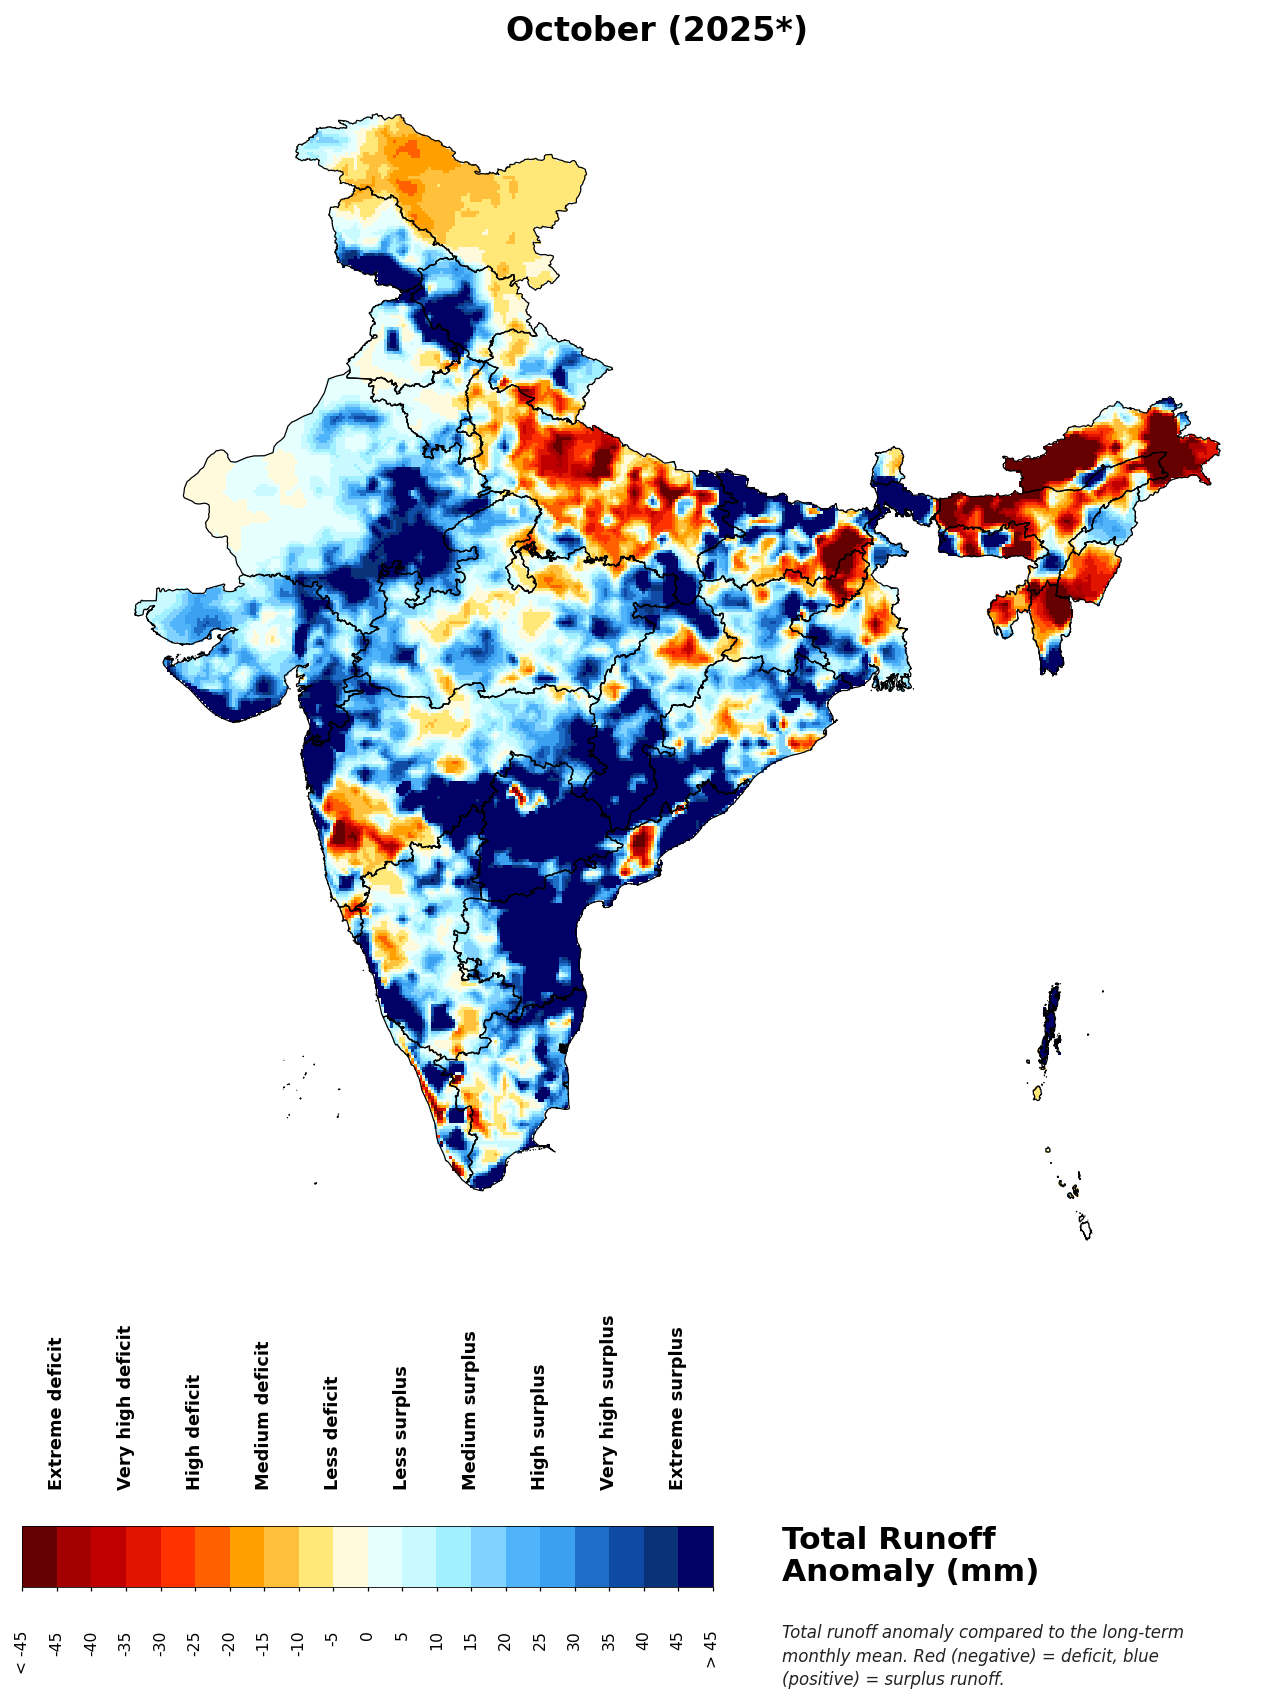 October (2025*)
Extreme deficit
Very high deficit
High deficit
Medium deficit
Less deficit
Less surplus
Medium surplus
High surplus
Very high surplus
Extreme surplus
< -45
-45
-40
-35
-30
-25
-20
-15
-10
-5
0
5
10
15
20
25
30
35
40
45
> 45
Total Runoff
Anomaly (mm)
Total runoff anomaly compared to the long-term
monthly mean. Red (negative) = deficit, blue
(positive) = surplus runoff.